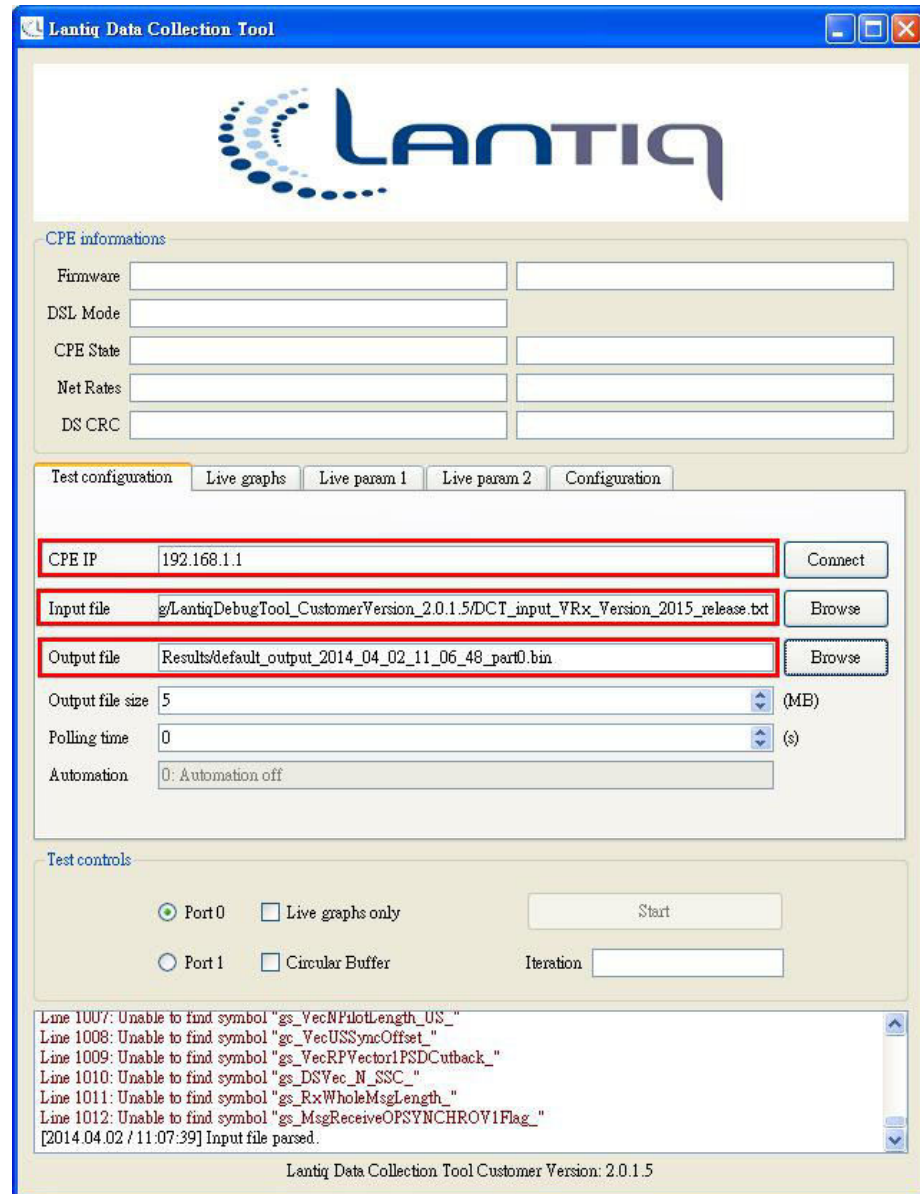 Lantiq Data Collection Tool
LANTIQ
CPE informations
Firmware
DSL Mode
CPE State
Net Rates
DS CRC
Test configuration Live graphs Live param 1 Live param 2 Configuration
CPE IP 192.168.1.1 Connect
Input file g/LantiqDebugTool_CustomerVersion_2.0.1.5/DCT_input_VRx_Version_2015_release.txt Browse
Output file Results/default_output_2014_04_02_11_06_48_part0.bin Browse
Output file size 5 (MB)
Polling time 0 (s)
Automation 0: Automation off
Test controls
Port 0 Live graphs only Start
Port 1 Circular Buffer Iteration
Line 1007: Unable to find symbol "gs_VecNPilotLength_US_"
Line 1008: Unable to find symbol "gc_VecUSSyncOffset_"
Line 1009: Unable to find symbol "gs_VecRPVector1PSDCutback_"
Line 1010: Unable to find symbol "gs_DSVec_N_SSC_"
Line 1011: Unable to find symbol "gs_RxWholeMsgLength_"
Line 1012: Unable to find symbol "gs_MsgReceiveOPSYNCHROV1Flag_"
[2014.04.02 / 11:07:39] Input file parsed.
Lantiq Data Collection Tool Customer Version: 2.0.1.5